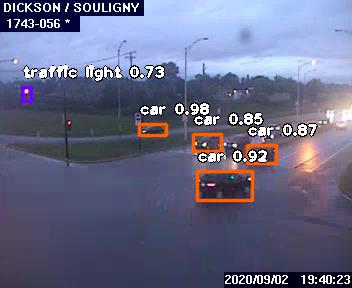 DICKSON / SOULIGNY
1743-056 *
traffic light 0.73
car 0.98
car 0.85
car 0.87
car 0.92
2020/09/02 19:40:23